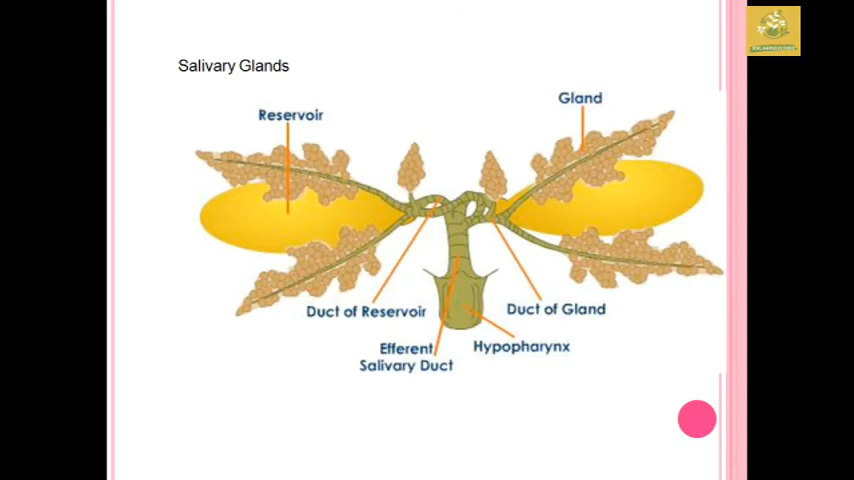 Salivary Glands
Gland
Reservoir
Duct of Reservoir
Duct of Gland
Efferent
Salivary Duct
Hypopharynx